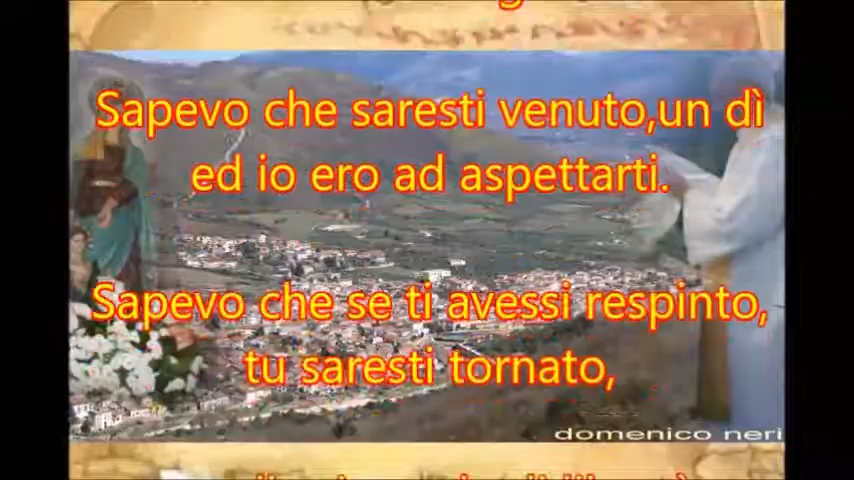 Sapevo che saresti venuto,un dì
ed io ero ad aspettarti.
Sapevo che se ti avessi respinto,
tu saresti tornato,
domenico neri